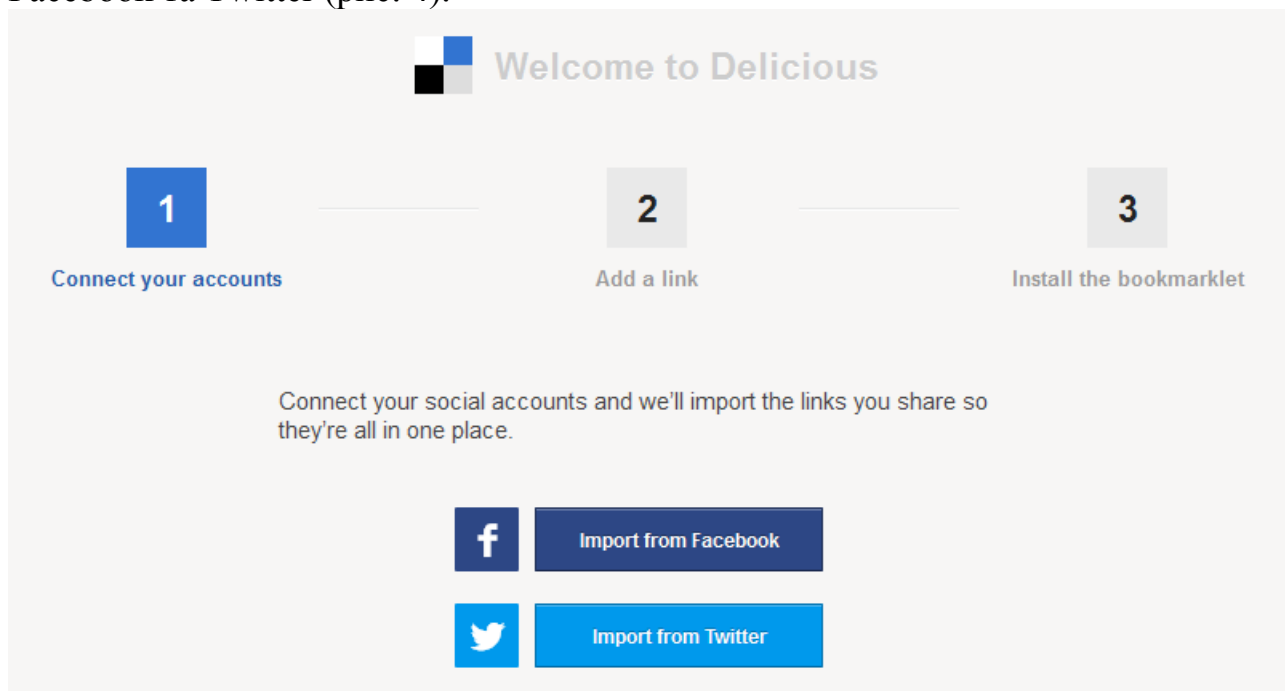 Welcome to Delicious
1
2
3
Connect your accounts
Add a link
Install the bookmarklet
Connect your social accounts and we'll import the links you share so
they're all in one place.
f
Import from Facebook
Import from Twitter